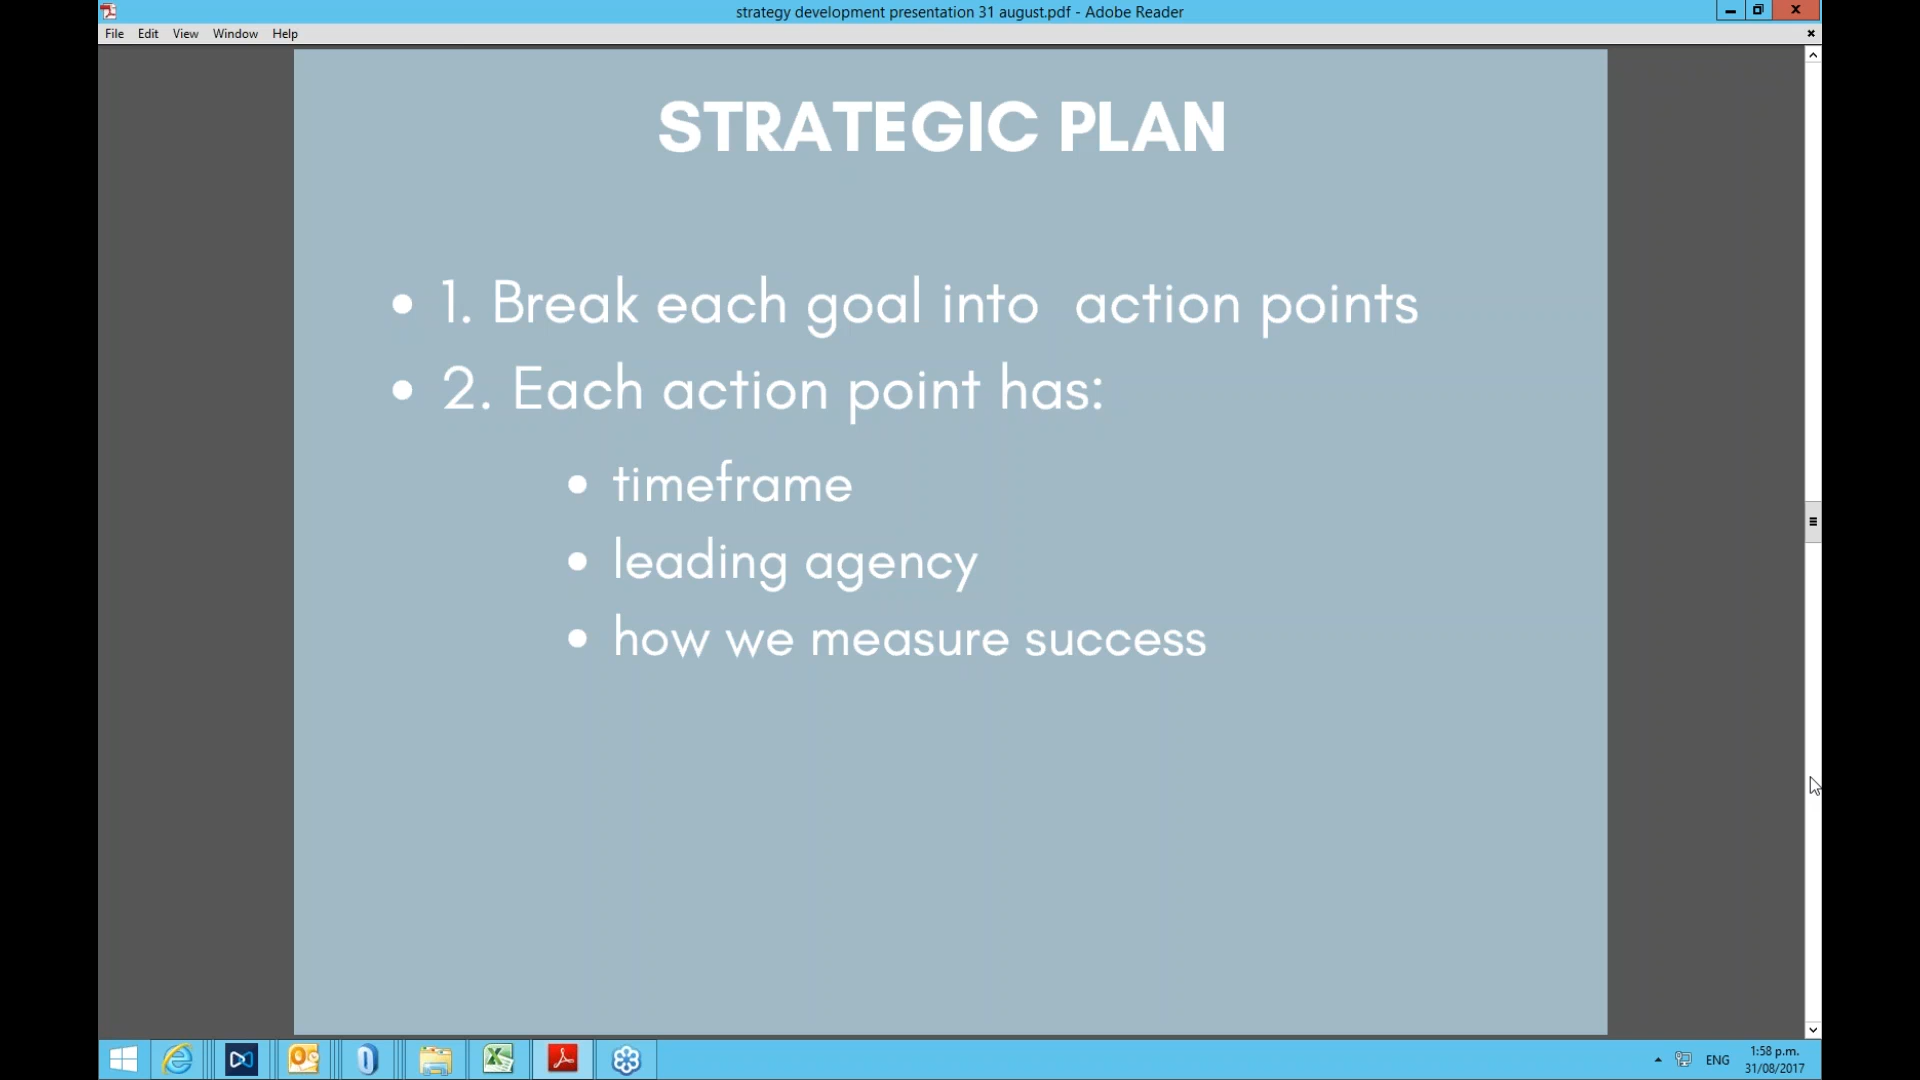 strategy development presentation 31 august.pdf - Adobe Reader
File Edit View Window Help
STRATEGIC PLAN
• 1. Break each goal into  action points
• 2. Each action point has:
• timeframe
• leading agency
• how we measure success
ENG
1:58 p.m.
31/08/2017